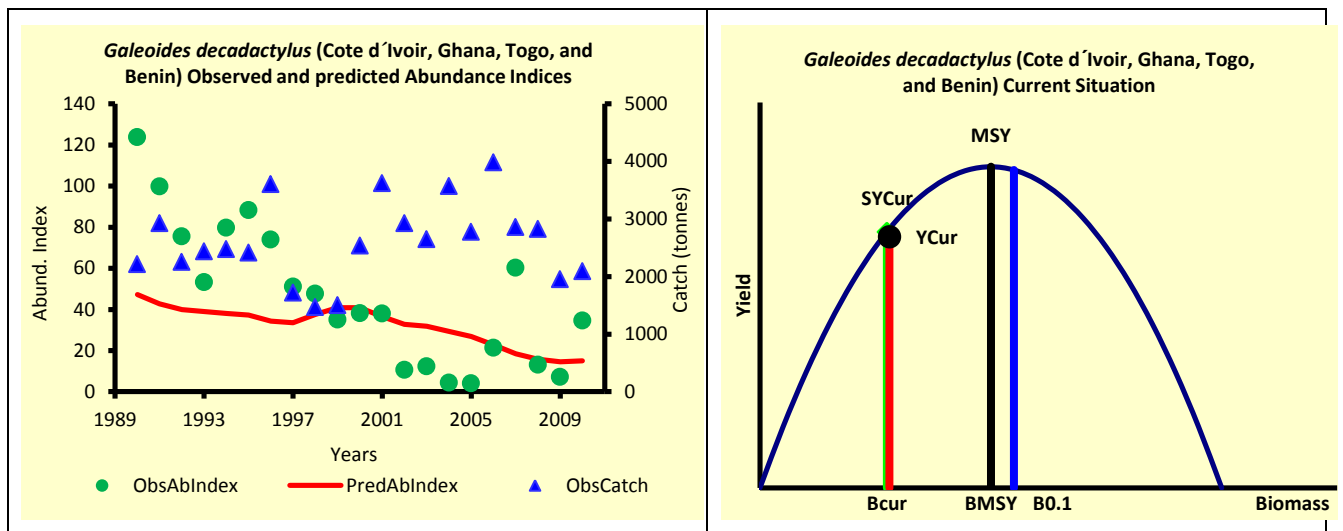 Galeoides decadactylus (Cote d´Ivoir, Ghana, Togo, and
Benin) Observed and predicted Abundance Indices
140
120
100
80
60
40
20
0
Abund. Index
5000
4000
3000
2000
1000
0
Catch (tonnes)
1989
1993
1997
2001
2005
2009
Years
ObsAbIndex
PredAbIndex
ObsCatch
Galeoides decadactylus (Cote d´Ivoir, Ghana, Togo,
and Benin) Current Situation
MSY
SYCur
YCur
Yield
Bcur
BMSY
B0.1
Biomass